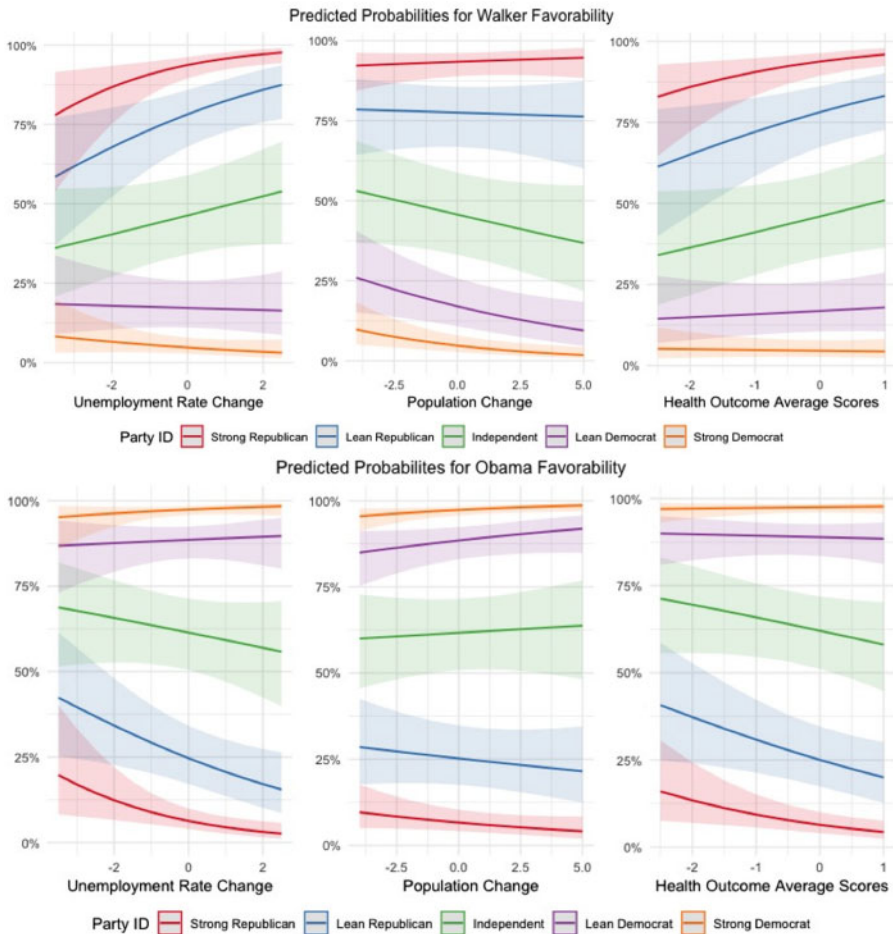 Predicted Probabilities for Walker Favorability
100% 100% 100%
75% 75% 75%
50% 50% 50%
25% 25% 25%
0% 0% 0%
-2 0 2 -2.5 0.0 2.5 5.0 -2 -1 0 1
Unemployment Rate Change Population Change Health Outcome Average Scores
Party ID Strong Republican Lean Republican Independent Lean Democrat Strong Democrat
Predicted Probabilites for Obama Favorability
100% 100% 100%
75% 75% 75%
50% 50% 50%
25% 25% 25%
0% 0% 0%
-2 0 2 -2.5 0.0 2.5 5.0 -2 -1 0 1
Unemployment Rate Change Population Change Health Outcome Average Scores
Party ID Strong Republican Lean Republican Independent Lean Democrat Strong Democrat